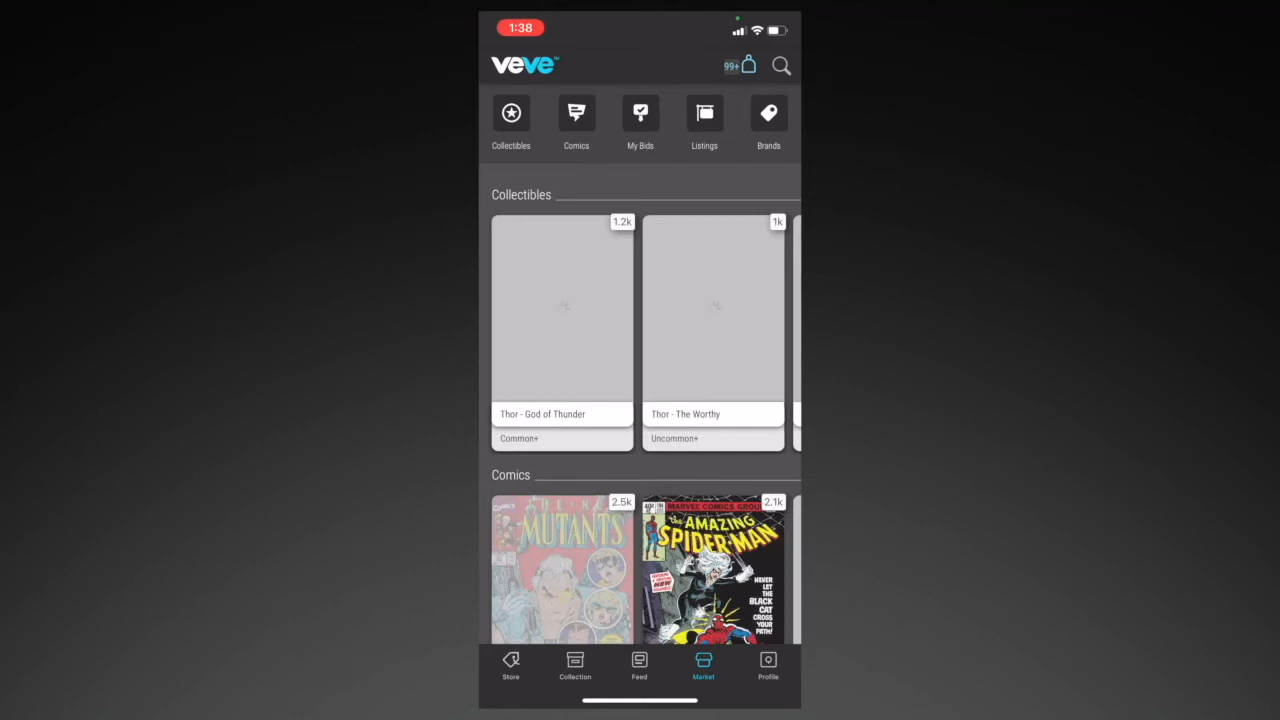 1:38
veve™
99+
Collectibles
Comics
My Bids
Listings
Brands
Collectibles
1.2k
1k
Thor - God of Thunder
Thor - The Worthy
Common+
Uncommon+
Comics
2.5k
2.1k
MUTANTS
MARVEL COMICS GROUP
the AMAZING
SPIDER-MAN
NEVER
LET
THE
BLACK
CAT
CROSS
YOUR
PATH!
Store
Collection
Feed
Market
Profile